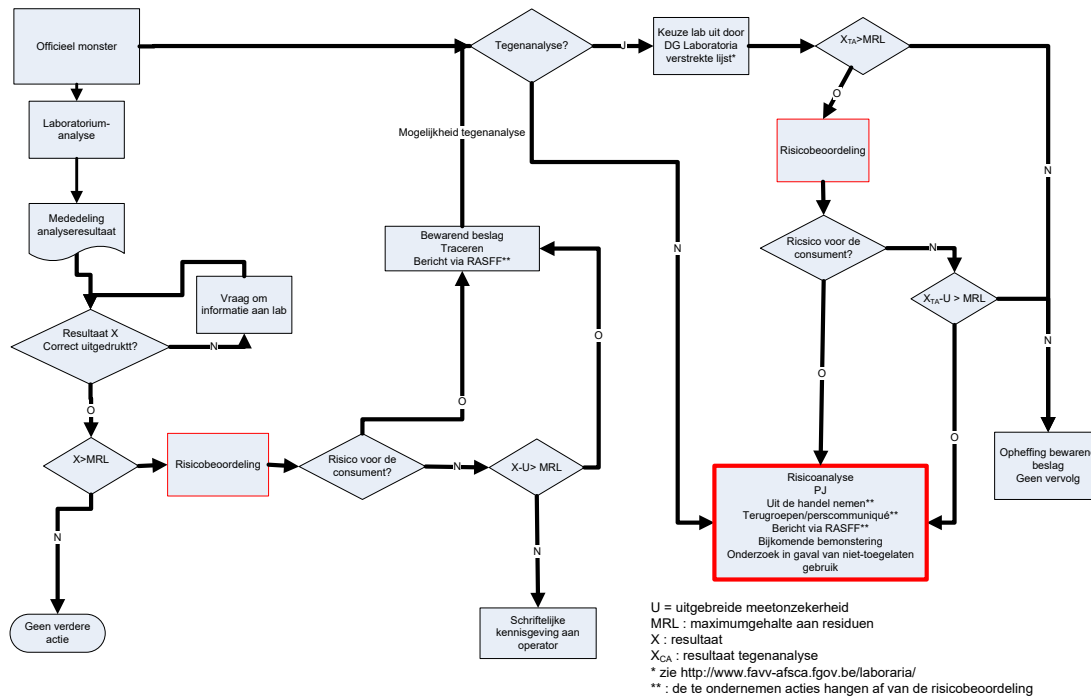 Officieel monster
Tegenanalyse?
J
Keuze lab uit door
DG Laboratoria
verstrekte lijst*
XTA>MRL
O
N
Laboratorium-
analyse
Mogelijkheid tegenanalyse
Risicobeoordeling
Mededeling
analyseresultaat
Bewarend beslag
Traceren
Bericht via RASFF**
N
Ricsico voor de
consument?
N
XTA-U > MRL
N
Vraag om
informatie aan lab
Resultaat X
Correct uitgedruktt?
N
O
O
O
O
O
X>MRL
Risicobeordeling
Risico voor de
consument?
N
X-U> MRL
Opheffing bewarend
beslag
Geen vervolg
Risicoanalyse
PJ
Uit de handel nemen**
Terugroepen/perscommuniqué**
Bericht via RASFF**
Bijkomende bemonstering
Onderzoek in gaval van niet-toegelaten
gebruik
N
N
Geen verdere
actie
Schriftelijke
kennisgeving aan
operator
U = uitgebreide meetonzekerheid
MRL : maximumgehalte aan residuen
X : resultaat
XCA : resultaat tegenanalyse
* zie http://www.favv-afsca.fgov.be/laboraria/
** : de te ondernemen acties hangen af van de risicobeordeling